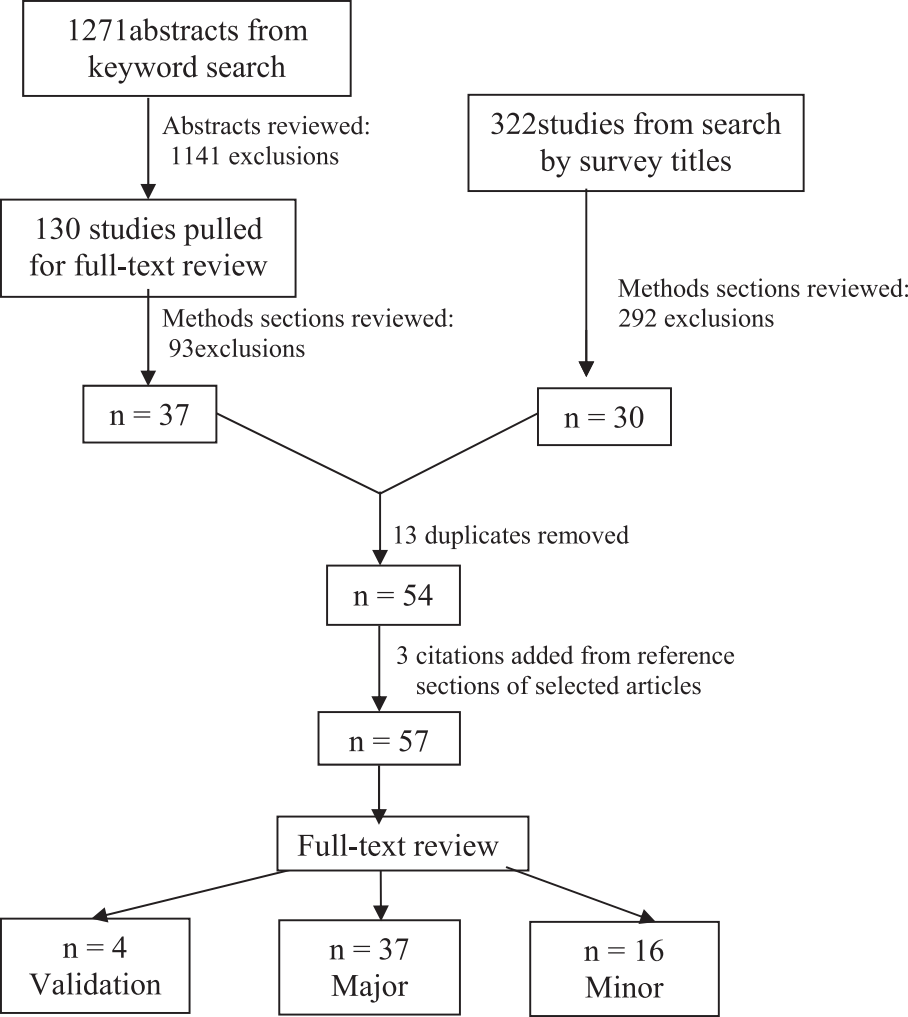 1271abstracts from
keyword search
Abstracts reviewed:
1141 exclusions
322studies from search
by survey titles
130 studies pulled
for full-text review
Methods sections reviewed:
93exclusions
Methods sections reviewed:
292 exclusions
n = 37
n = 30
13 duplicates removed
n = 54
3 citations added from reference
sections of selected articles
n = 57
Full-text review
n = 4
Validation
n = 37
Major
n = 16
Minor